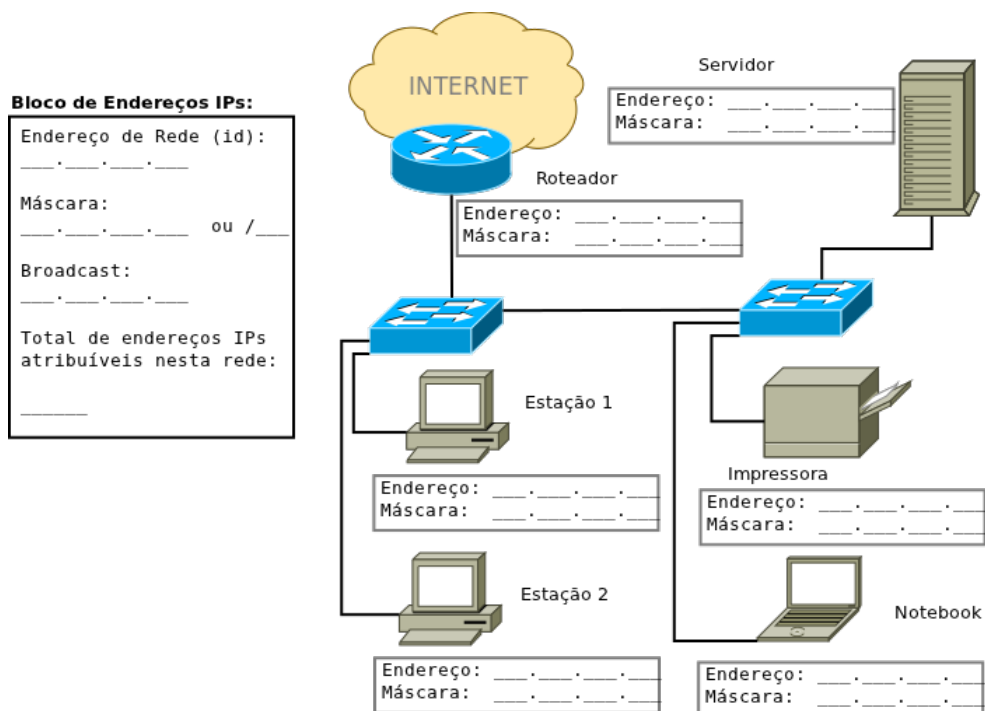 Bloco de Endereços IPs:
Endereço de Rede (id):
___.___.___.___
Máscara:
___.___.___.___ ou /___
Broadcast:
___.___.___.___
Total de endereços IPs
atribuíveis nesta rede:
______
INTERNET
Servidor
Endereço: ___.___.___.___
Máscara: ___.___.___.___
Roteador
Endereço: ___.___.___.___
Máscara: ___.___.___.___
Estação 1
Endereço: ___.___.___.___
Máscara: ___.___.___.___
Impressora
Endereço: ___.___.___.___
Máscara: ___.___.___.___
Estação 2
Endereço: ___.___.___.___
Máscara: ___.___.___.___
Notebook
Endereço: ___.___.___.___
Máscara: ___.___.___.___